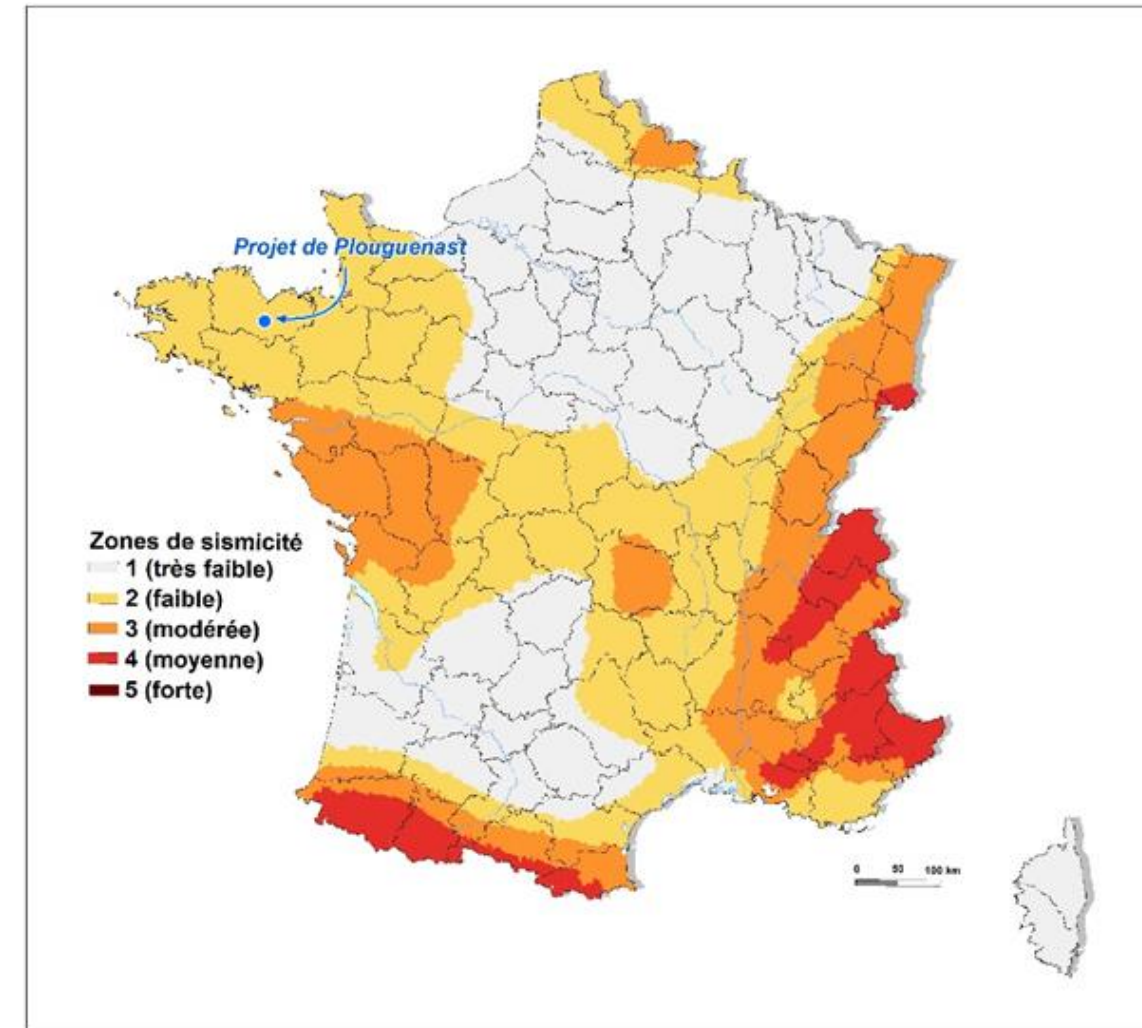 Projet de Plouguenast
Zones de sismicité
1 (très faible)
2 (faible)
3 (modérée)
4 (moyenne)
5 (forte)
0 50 100 km